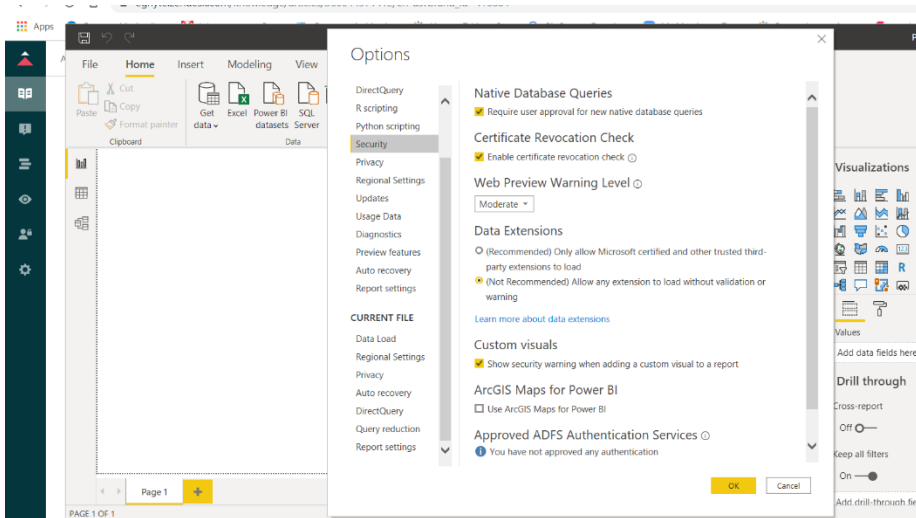 Apps
File Home Insert Modeling View
Paste
Cut
Copy
Format painter
Clipboard
Get data
Excel
Power BI datasets
SQL Server
Data
Page 1
PAGE 1 OF 1
Options
DirectQuery
R scripting
Python scripting
Security
Privacy
Regional Settings
Updates
Usage Data
Diagnostics
Preview features
Auto recovery
Report settings
CURRENT FILE
Data Load
Regional Settings
Privacy
Auto recovery
DirectQuery
Query reduction
Report settings
Native Database Queries
Require user approval for new native database queries
Certificate Revocation Check
Enable certificate revocation check
Web Preview Warning Level
Moderate
Data Extensions
(Recommended) Only allow Microsoft certified and other trusted third-
party extensions to load
(Not Recommended) Allow any extension to load without validation or
warning
Learn more about data extensions
Custom visuals
Show security warning when adding a custom visual to a report
ArcGIS Maps for Power BI
Use ArcGIS Maps for Power BI
Approved ADFS Authentication Services
You have not approved any authentication
OK Cancel
Visualizations
Values
Add data fields here
Drill through
Cross-report
Off
Keep all filters
On
Add drill-through fie